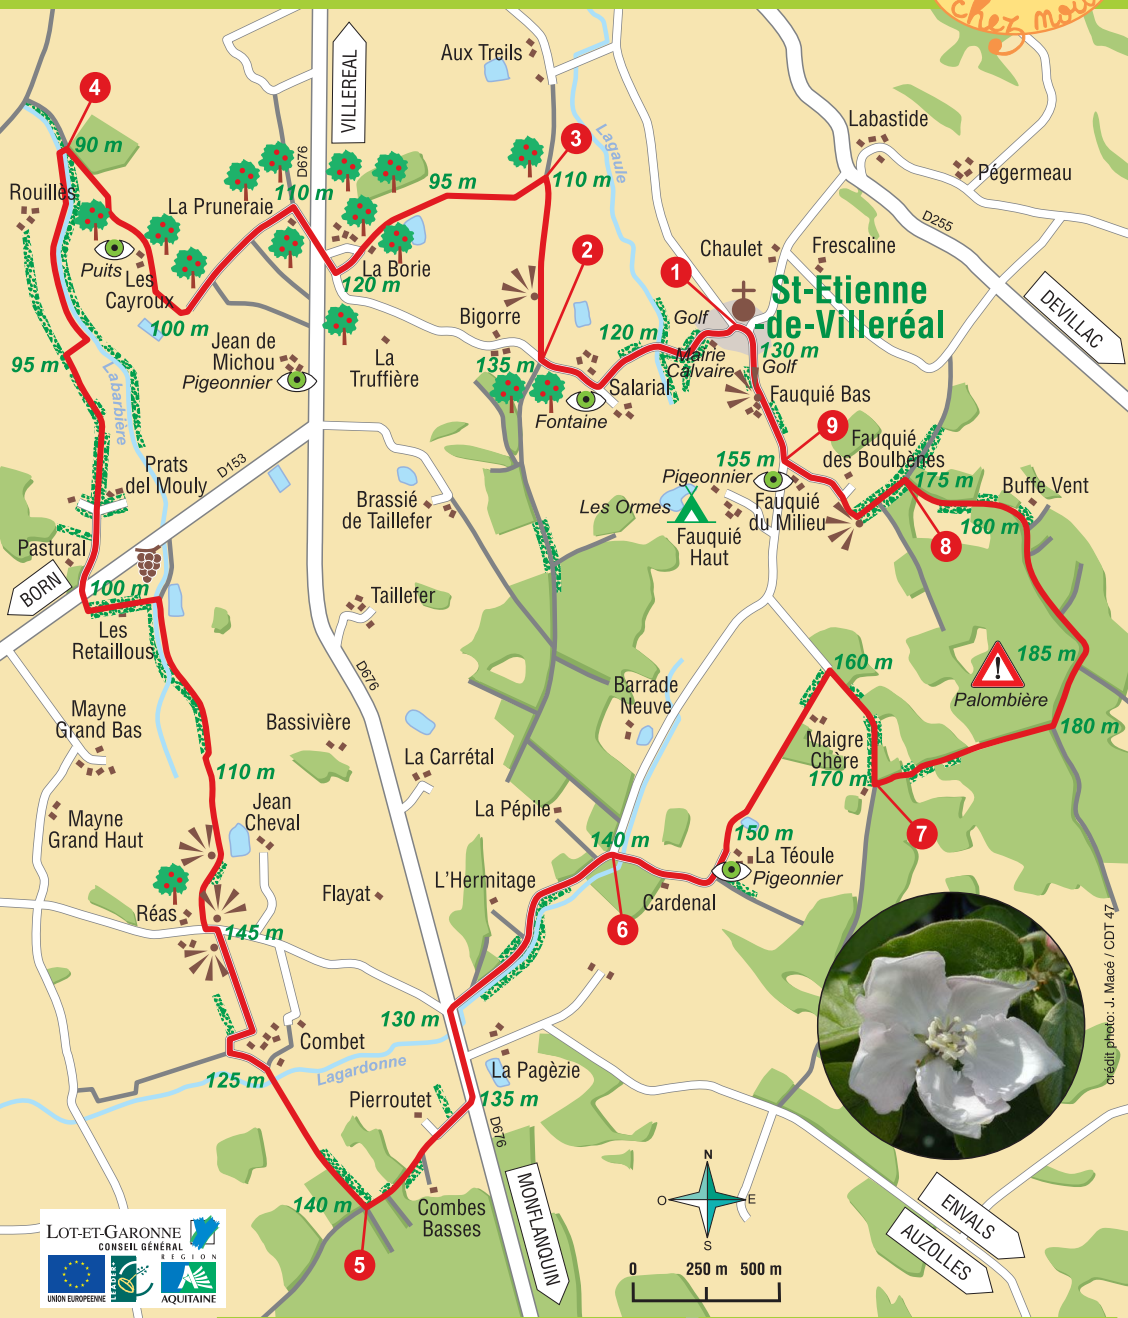 chez nous
VILLEREAL
Aux Treils
4
90 m
3
110 m
Lagaule
Labastide
Pégermeau
D676
Rouillès
La Pruneraie
110 m
95 m
D255
Puits
Les
Cayroux
100 m
La Borie
120 m
2
1
Chaulet
Frescaline
St-Etienne
-de-Villeréal
DEVILLAC
Golf
Bigorre
120 m
Mairie
Calvaire
130 m
Golf
95 m
Jean de
Michou
Pigeonnier
La
Truffière
135 m
Salarial
Fontaine
Fauquié Bas
Labarbière
9
Fauquié
des Boulbènes
155 m
Pigeonnier
175 m
Prats
del Mouly
D153
Brassié
de Taillefer
Les Ormes
Fauquié
Haut
Fauquié
du Milieu
Buffe Vent
180 m
8
Pastural
BORN
100 m
Les
Retaillous
Taillefer
D676
185 m
Palombière
160 m
180 m
Barrade
Neuve
Mayne
Grand Bas
Bassivière
La Carrétal
Maigre
Chère
170 m
110 m
Jean
Cheval
Mayne
Grand Haut
La Pépile
140 m
150 m
7
La Téoule
Pigeonnier
L'Hermitage
Flayat
Cardenal
6
Réas
145 m
130 m
Combet
125 m
Lagardonne
La Pagèzie
Pierroutet
135 m
D676
140 m
Combes
Basses
5
MONFLANQUIN
N
O
E
S
0 250 m 500 m
ENVALS
AUZOLLES
crédit photo: J. Macé / CDT 47
LOT-ET-GARONNE
CONSEIL GÉNÉRAL
REGION
UNION EUROPEENNE
LEADER+
AQUITAINE